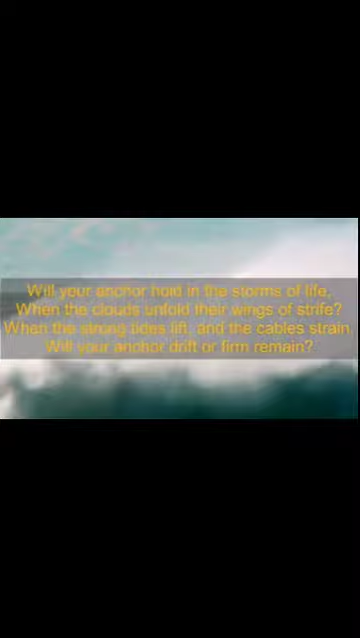 Will your anchor hold in the storms of life,
When the clouds unfold their wings of strife?
When the strong tides lift, and the cables strain
Will your anchor drift or firm remain?